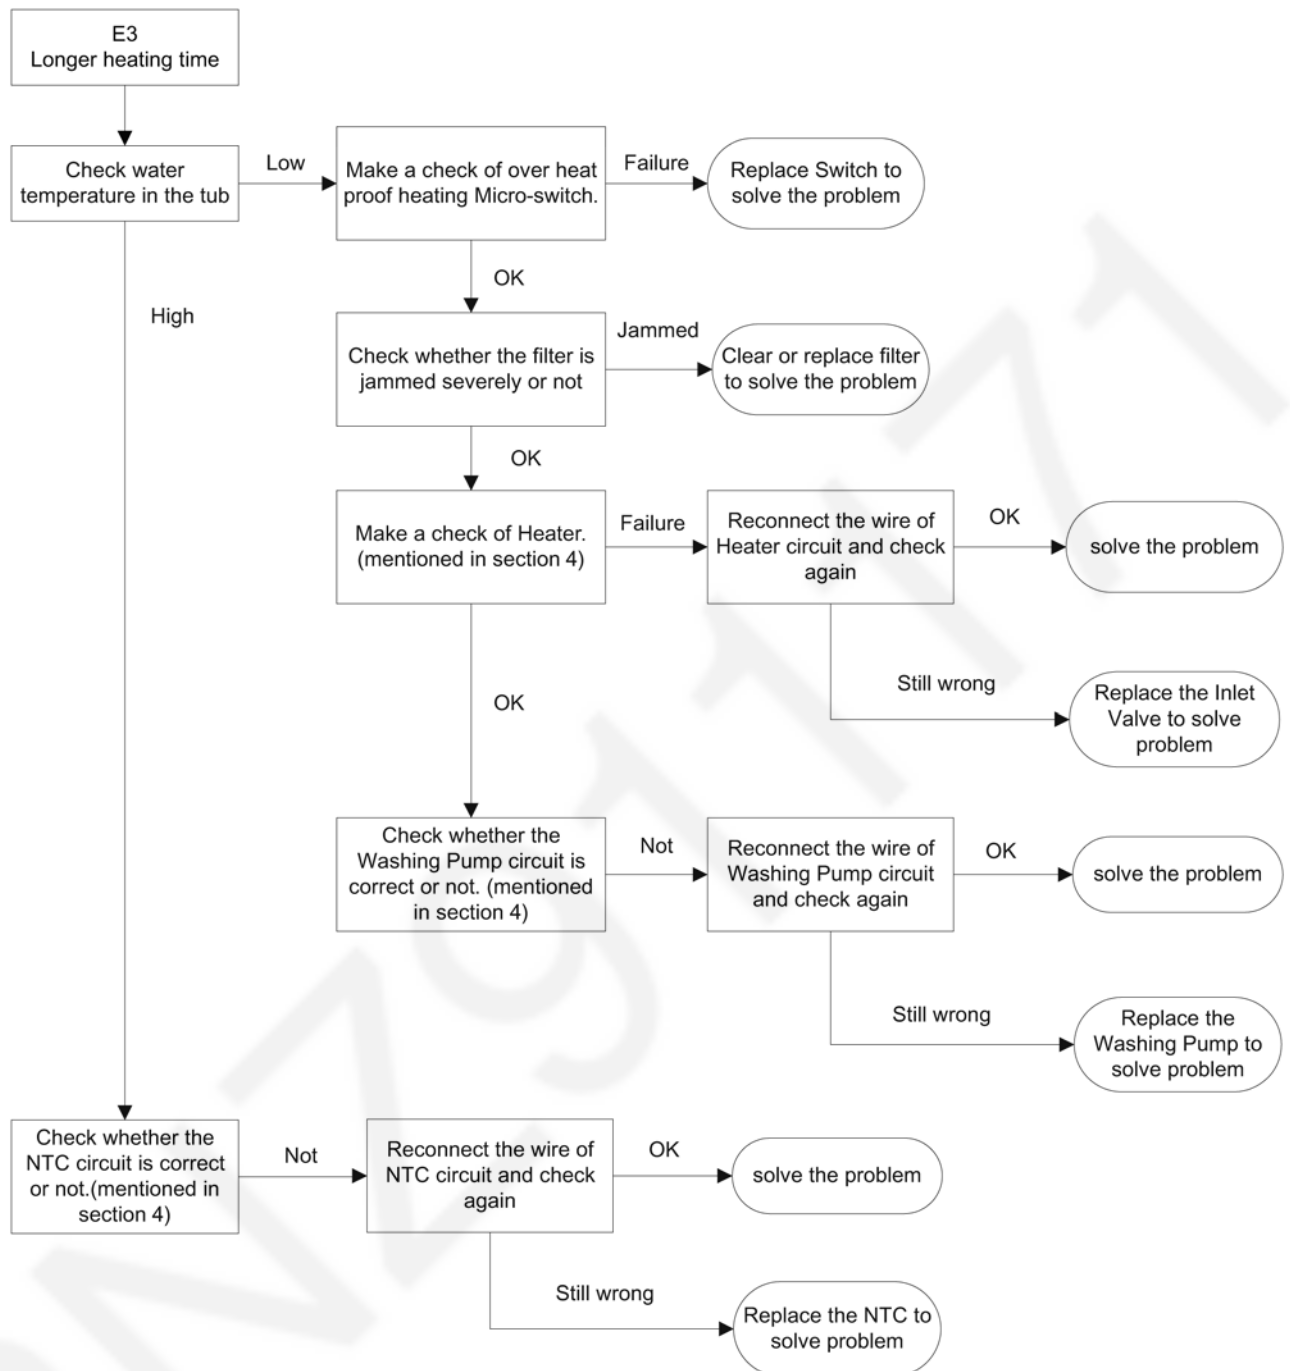 E3
Longer heating time
Check water
temperature in the tub
Low
Make a check of over heat
proof heating Micro-switch.
Failure
Replace Switch to
solve the problem
OK
High
Check whether the filter is
jammed severely or not
Jammed
Clear or replace filter
to solve the problem
OK
Make a check of Heater.
(mentioned in section 4)
Failure
Reconnect the wire of
Heater circuit and check
again
OK
solve the problem
Still wrong
Replace the Inlet
Valve to solve
problem
OK
Check whether the
Washing Pump circuit is
correct or not. (mentioned
in section 4)
Not
Reconnect the wire of
Washing Pump circuit
and check again
OK
solve the problem
Still wrong
Replace the
Washing Pump to
solve problem
Check whether the
NTC circuit is correct
or not.(mentioned in
section 4)
Not
Reconnect the wire of
NTC circuit and check
again
OK
solve the problem
Still wrong
Replace the NTC to
solve problem